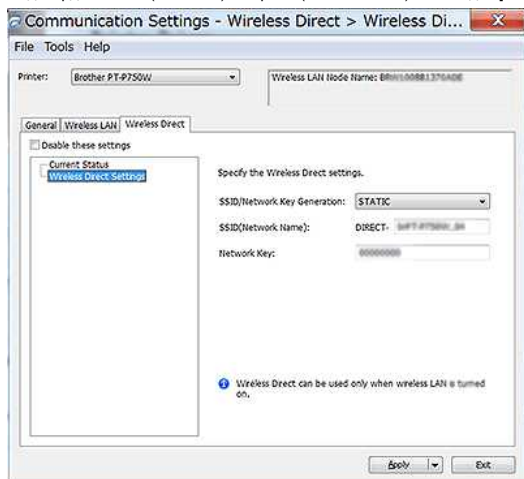 Communication Settings - Wireless Direct > Wireless Di...
File Tools Help
Printer: Brother PT-P750W Wireless LAN Node Name:
General Wireless LAN Wireless Direct
Disable these settings
Current Status
Wireless Direct Settings
Specify the Wireless Direct settings.
SSID/Network Key Generation: STATIC
SSID(Network Name): DIRECT-
Network Key:
Wireless Direct can be used only when wireless LAN is turned
on.
Apply Exit